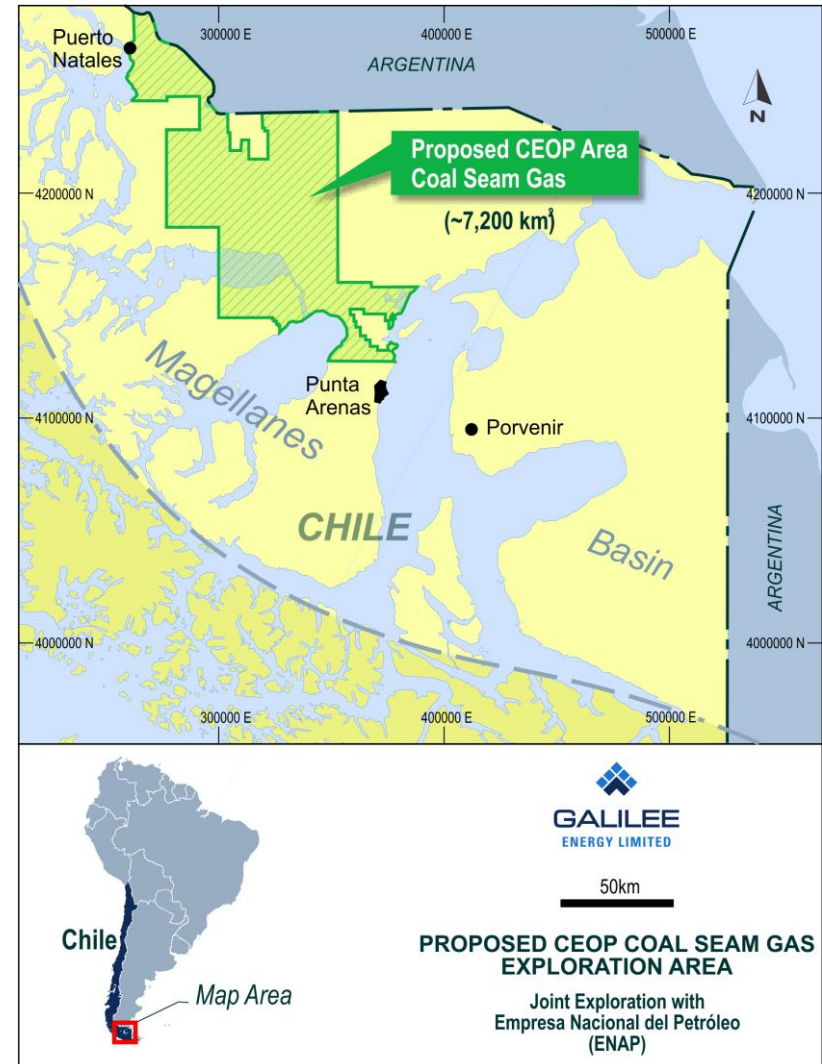 300000 E
400000 E
500000 E
Puerto
Natales
ARGENTINA
N
Proposed CEOP Area
Coal Seam Gas
(~7,200 km²)
4200000 N
4200000 N
Magellanes
Punta
Arenas
Porvenir
4100000 N
4100000 N
CHILE
Basin
ARGENTINA
4000000 N
4000000 N
300000 E
400000 E
500000 E
GALILEE
ENERGY LIMITED
50km
Chile
Map Area
PROPOSED CEOP COAL SEAM GAS
EXPLORATION AREA
Joint Exploration with
Empresa Nacional del Petróleo
(ENAP)